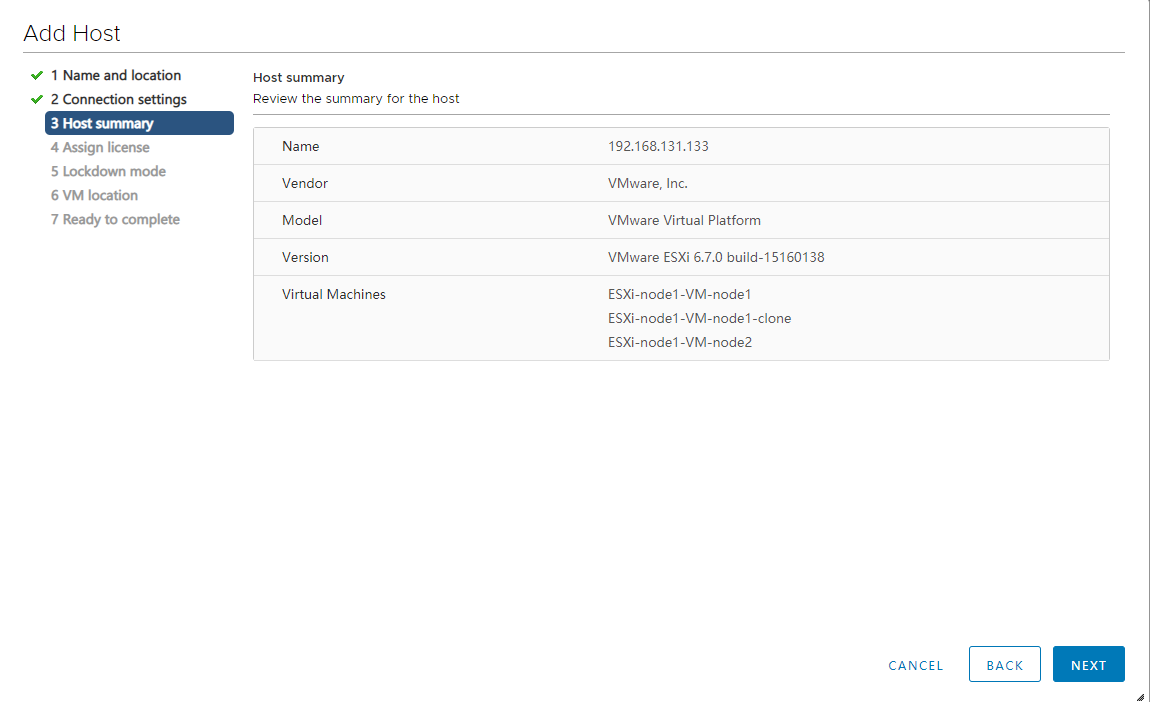 Add Host
1 Name and location
2 Connection settings
3 Host summary
4 Assign license
5 Lockdown mode
6 VM location
7 Ready to complete
Host summary
Review the summary for the host
Name 192.168.131.133
Vendor VMware, Inc.
Model VMware Virtual Platform
Version VMware ESXi 6.7.0 build-15160138
Virtual Machines ESXi-node1-VM-node1
ESXi-node1-VM-node1-clone
ESXi-node1-VM-node2
CANCEL BACK NEXT